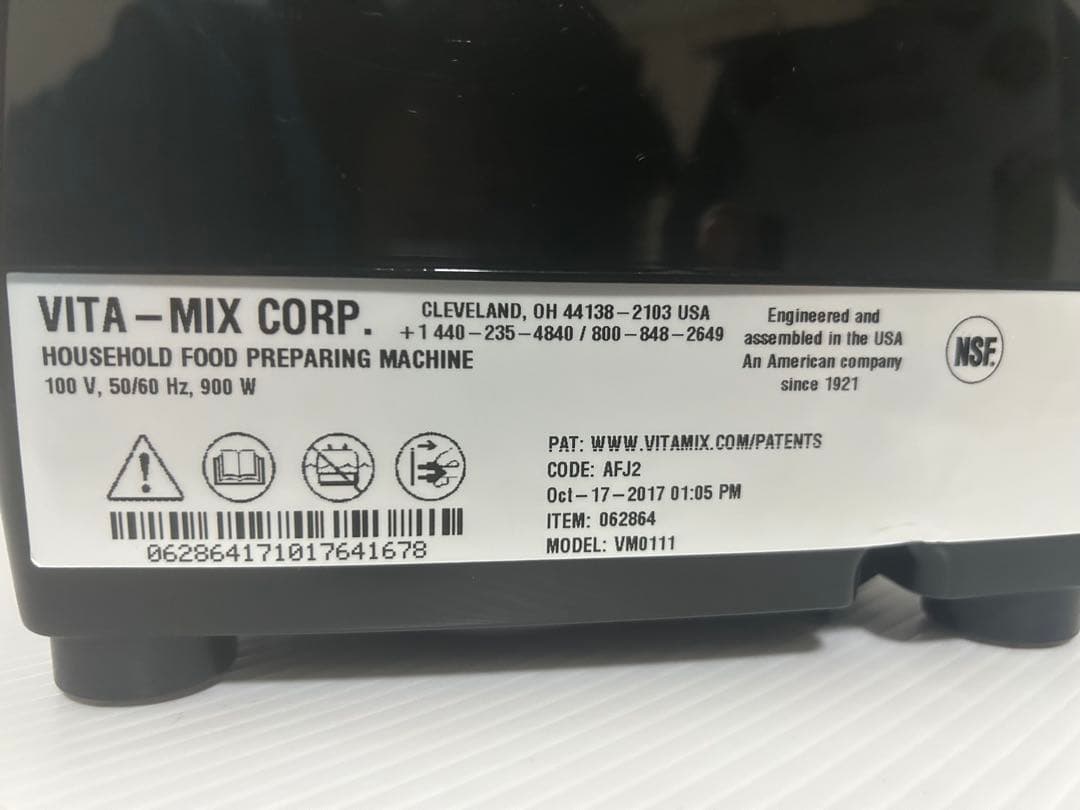 VITA-MIX CORP.
CLEVELAND, OH 44138-2103 USA
+1 440-235-4840 / 800-848-2649
HOUSEHOLD FOOD PREPARING MACHINE
100 V, 50/60 Hz, 900 W
Engineered and
assembled in the USA
An American company
since 1921
NSF.
PAT: WWW.VITAMIX.COM/PATENTS
CODE: AFJ2
Oct-17-2017 01:05 PM
ITEM: 062864
MODEL: VM0111
062864171017641678